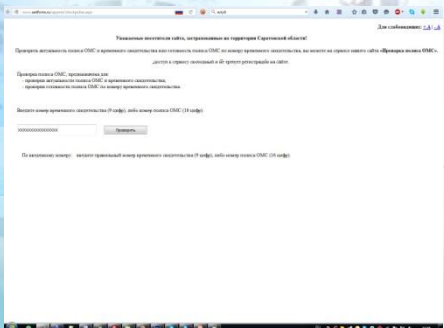 Для слабовидящих:
Уважаемые посетители сайта, застрахованные на территории Саратовской области!
Проверить актуальность полиса ОМС и временного свидетельства или готовность полиса ОМС по номеру временного свидетельства, вы можете на сервисе нашего сайта «Проверка полиса ОМС».
доступ к сервису свободный и не требует регистрации на сайте.
Проверка полиса ОМС, предназначена для:
- проверки актуальности полиса ОМС и временного свидетельства;
- проверки готовности полиса ОМС по номеру временного свидетельства.
Введите номер временного свидетельства (9 цифр), либо номер полиса ОМС (16 цифр):
Проверить
По введенному номеру: введите правильный номер временного свидетельства (9 цифр), либо номер полиса ОМС (16 цифр)